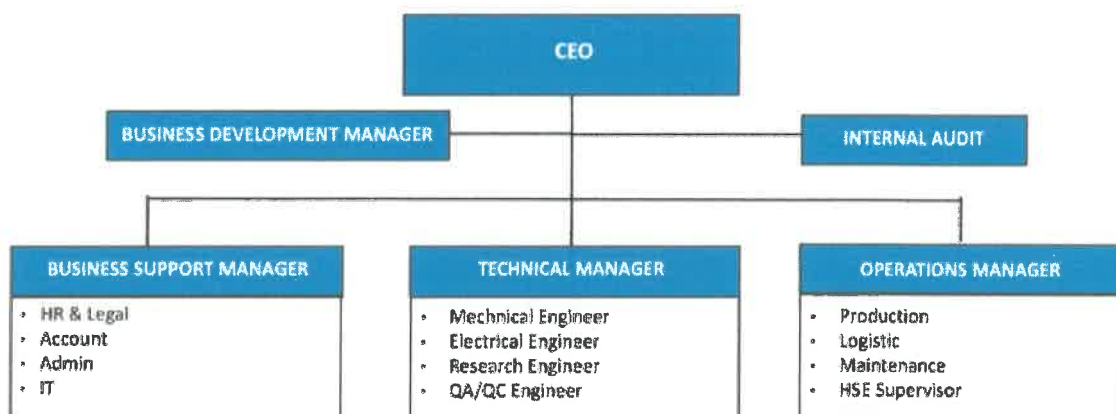 CEO
BUSINESS DEVELOPMENT MANAGER
INTERNAL AUDIT
BUSINESS SUPPORT MANAGER
• HR & Legal
• Account
• Admin
• IT
TECHNICAL MANAGER
• Mechnical Engineer
• Electrical Engineer
• Research Engineer
• QA/QC Engineer
OPERATIONS MANAGER
• Production
• Logistic
• Maintenance
• HSE Supervisor